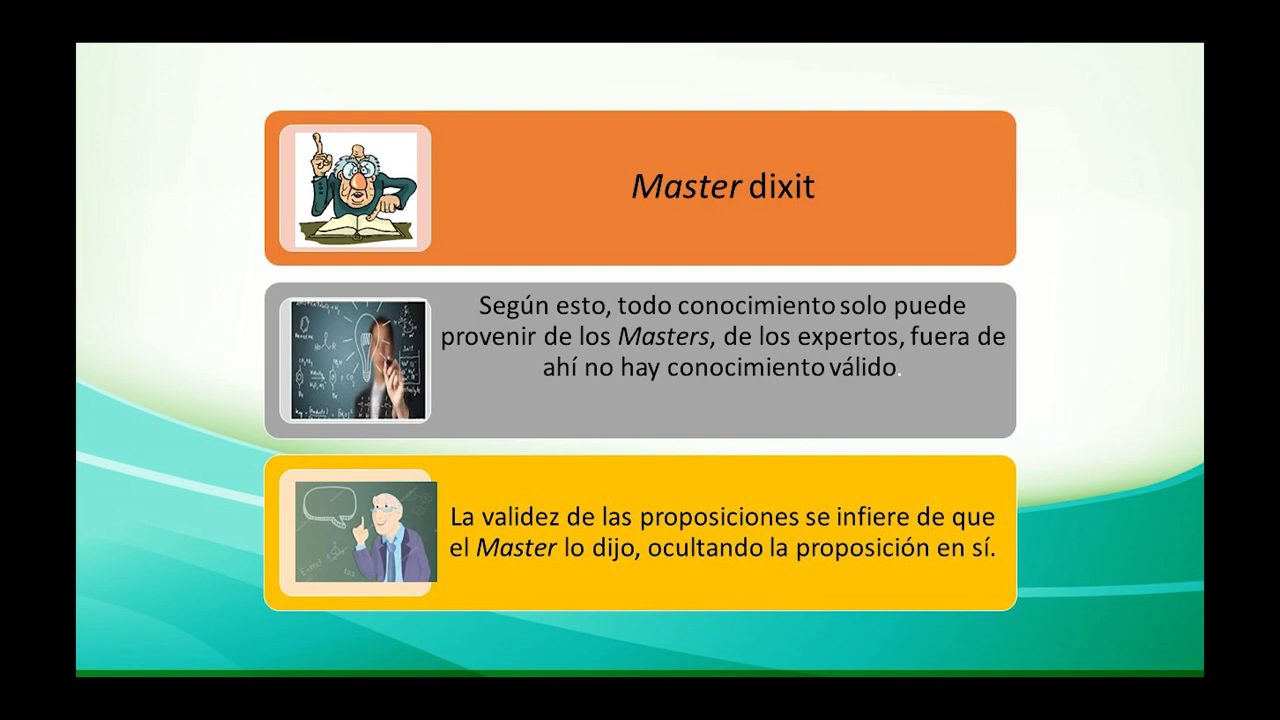 Master dixit
Según esto, todo conocimiento solo puede
provenir de los Masters, de los expertos, fuera de
ahí no hay conocimiento válido.
La validez de las proposiciones se infiere de que
el Master lo dijo, ocultando la proposición en sí.